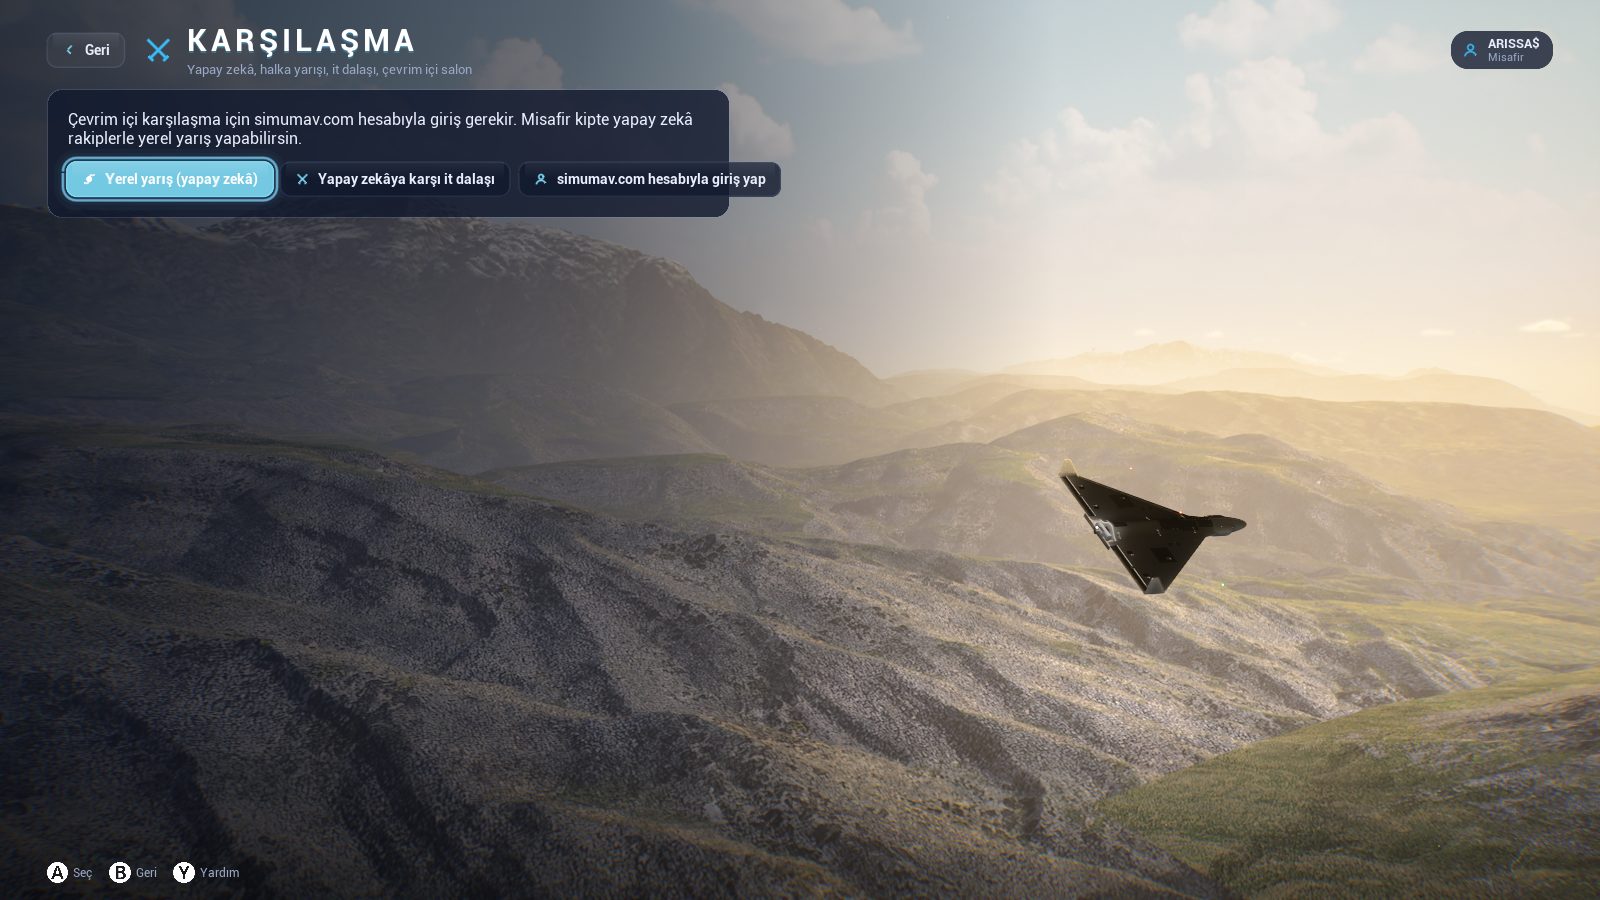 Geri
KARŞILAŞMA
Yapay zekâ, halka yarışı, it dalaşı, çevrim içi salon
ARISSA$
Misafir
Çevrim içi karşılaşma için simumav.com hesabıyla giriş gerekir. Misafir kipte yapay zekâ
rakiplerle yerel yarış yapabilirsin.
Yerel yarış (yapay zekâ)
Yapay zekâya karşı it dalaşı
simumav.com hesabıyla giriş yap
A Seç B Geri Y Yardım